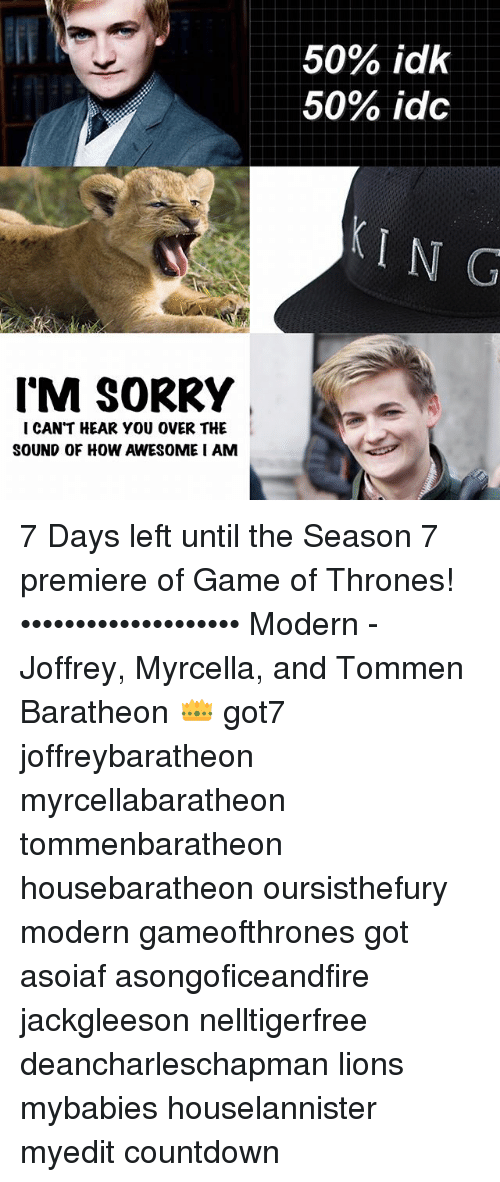 50% idk
50% idc
KING
I'M SORRY
I CAN'T HEAR YOU OVER THE
SOUND OF HOW AWESOME I AM
7 Days left until the Season 7
premiere of Game of Thrones!
•••••••••••••••••••• Modern -
Joffrey, Myrcella, and Tommen
Baratheon 👑 got7
joffreybaratheon
myrcellabaratheon
tommenbaratheon
housebaratheon oursisthefury
modern gameofthrones got
asoiaf asongoficeandfire
jackgleeson nelltigerfree
deancharleschapman lions
mybabies houselannister
myedit countdown